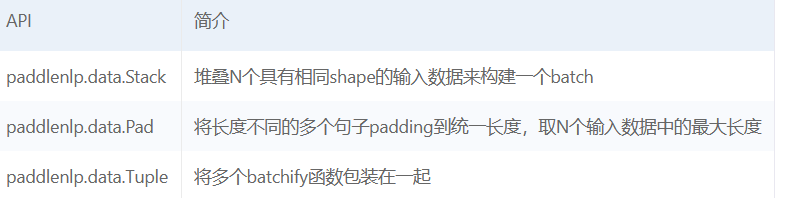 API 简介
paddlenlp.data.Stack 堆叠N个具有相同shape的输入数据来构建一个batch
paddlenlp.data.Pad 将长度不同的多个句子padding到统一长度，取N个输入数据中的最大长度
paddlenlp.data.Tuple 将多个batchify函数包装在一起